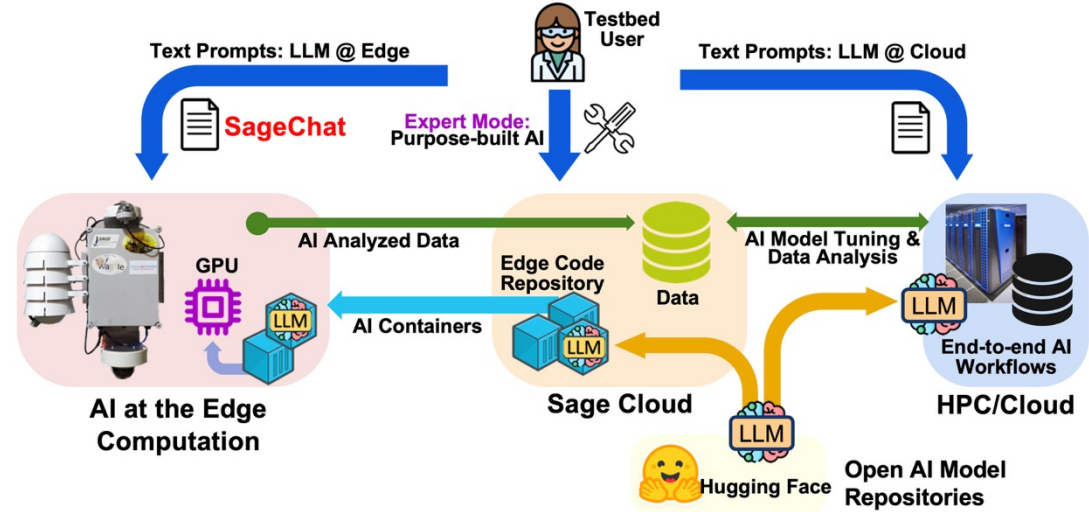 Testbed
User
Text Prompts: LLM @ Edge
Text Prompts: LLM @ Cloud
SageChat
Expert Mode:
Purpose-built AI
AI Analyzed Data
AI Model Tuning &
Data Analysis
GPU
Edge Code
Repository
Data
AI Containers
LLM
LLM
LLM
End-to-end AI
Workflows
AI at the Edge
Computation
Sage Cloud
HPC/Cloud
LLM
Hugging Face
Open AI Model
Repositories